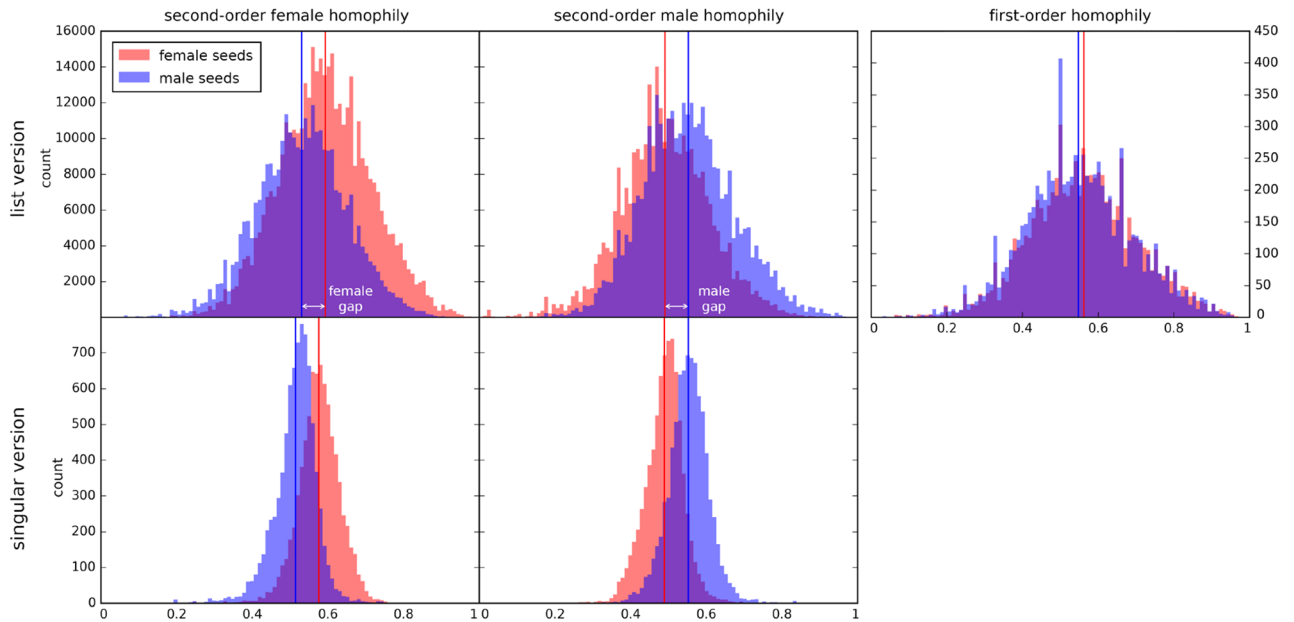 second-order female homophily
second-order male homophily
first-order homophily
list version
count
16000
14000
12000
10000
8000
6000
4000
2000
female seeds
male seeds
female
gap
male
gap
450
400
350
300
250
200
150
100
50
0
0 0.2 0.4 0.6 0.8 1
singular version
count
700
600
500
400
300
200
100
0
0 0.2 0.4 0.6 0.8 1 0 0.2 0.4 0.6 0.8 1